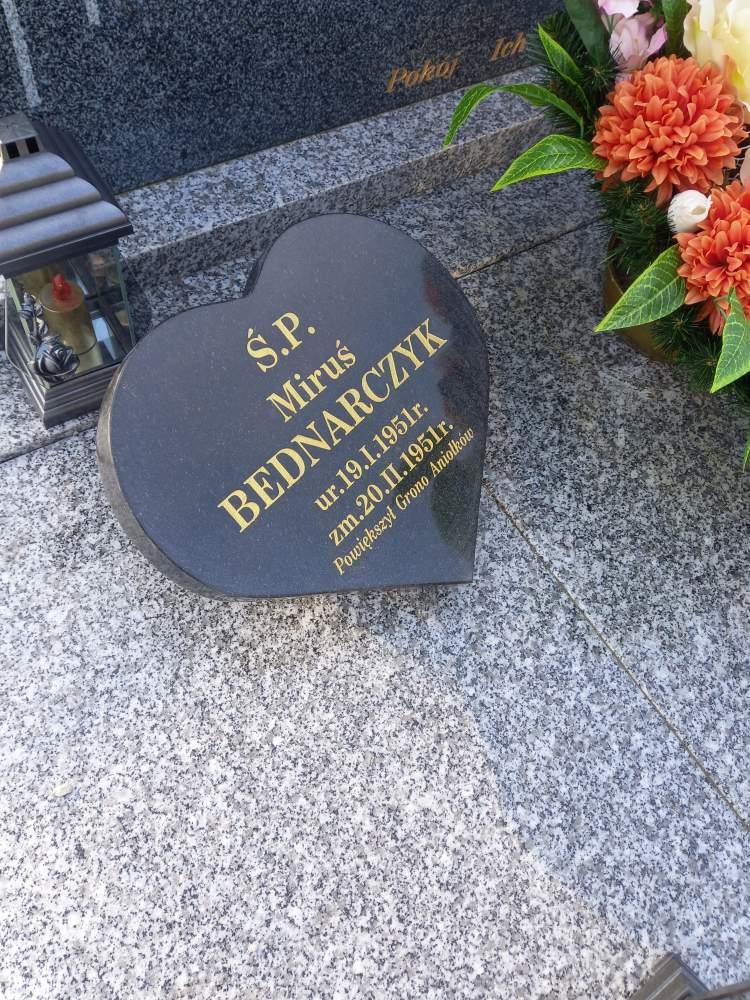 Pokój Ich
Ś.P.
Miruś
BEDNARCZYK
ur.19.I.1951r.
zm.20.II.1951r.
Powiększył Grono Aniołków